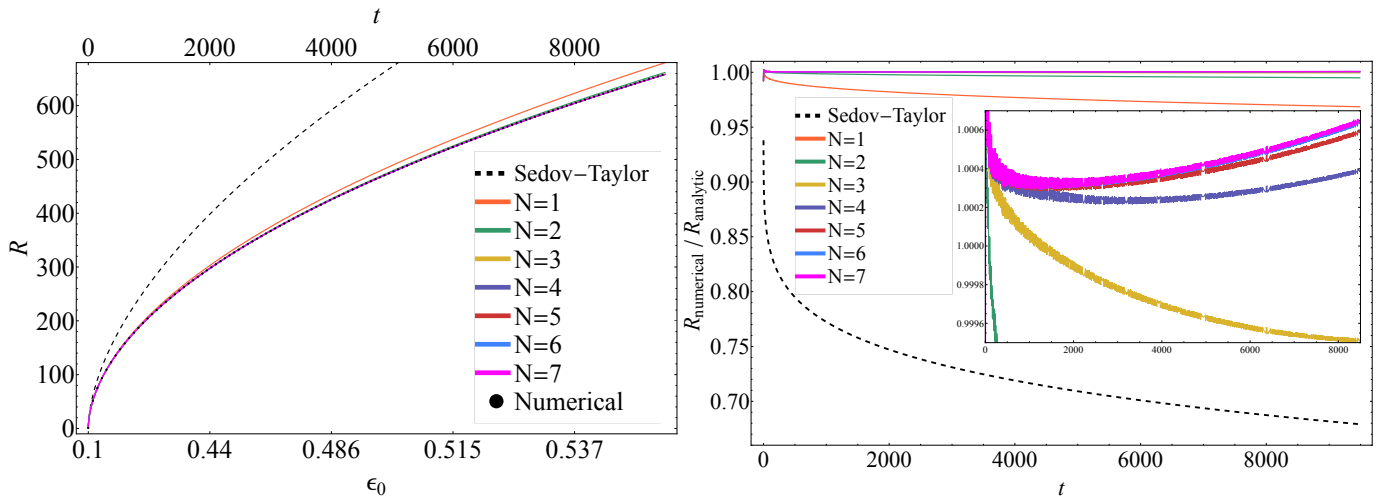 t
0 2000 4000 6000 8000
R
600
500
400
300
200
100
0
Sedov-Taylor
N=1
N=2
N=3
N=4
N=5
N=6
N=7
Numerical
0.1 0.44 0.486 0.515 0.537
ϵ0
R_numerical / R_analytic
1.00
0.95
0.90
0.85
0.80
0.75
0.70
Sedov-Taylor
N=1
N=2
N=3
N=4
N=5
N=6
N=7
1.0006
1.0004
1.0002
1.0000
0.9998
0.9996
0 2000 4000 6000 8000
0 2000 4000 6000 8000
t